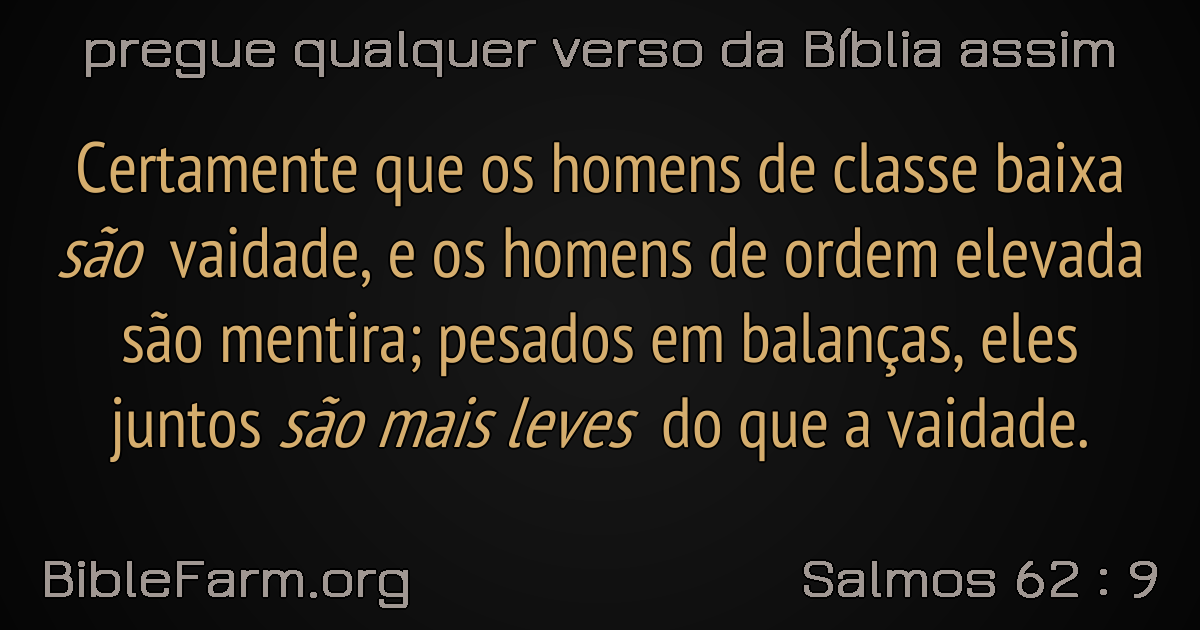 pregue qualquer verso da Bíblia assim
Certamente que os homens de classe baixa
são vaidade, e os homens de ordem elevada
são mentira; pesados em balanças, eles
juntos são mais leves do que a vaidade.
BibleFarm.org
Salmos 62 : 9